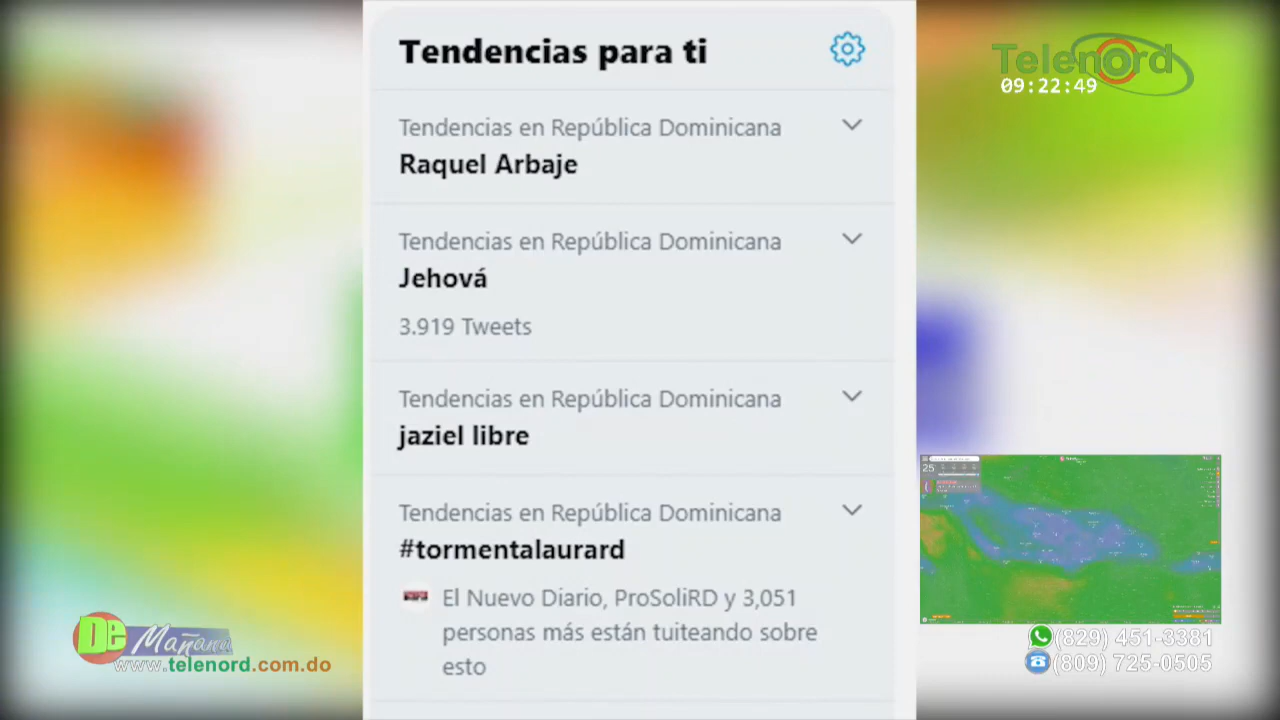 Tendencias para ti
Telenord
09:22:49
Tendencias en República Dominicana
Raquel Arbaje
Tendencias en República Dominicana
Jehová
3.919 Tweets
Tendencias en República Dominicana
jaziel libre
Tendencias en República Dominicana
#tormentalaurard
El Nuevo Diario, ProSoliRD y 3,051
personas más están tuiteando sobre
esto
25°
De Mañana
www.telenord.com.do
(829) 451-3381
(809) 725-0505